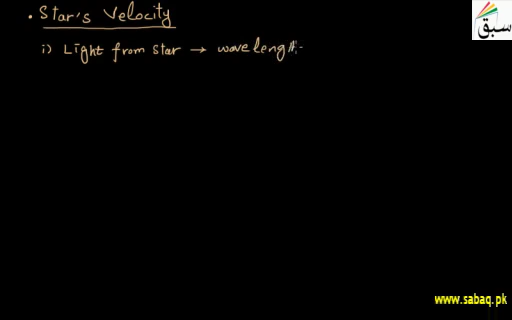 • Star's Velocity
i) Light from star → wavelength
سبق
www.sabaq.pk